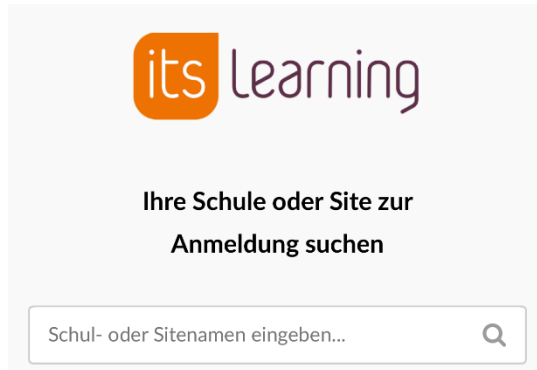 its learning
Ihre Schule oder Site zur
Anmeldung suchen
Schul- oder Sitenamen eingeben...